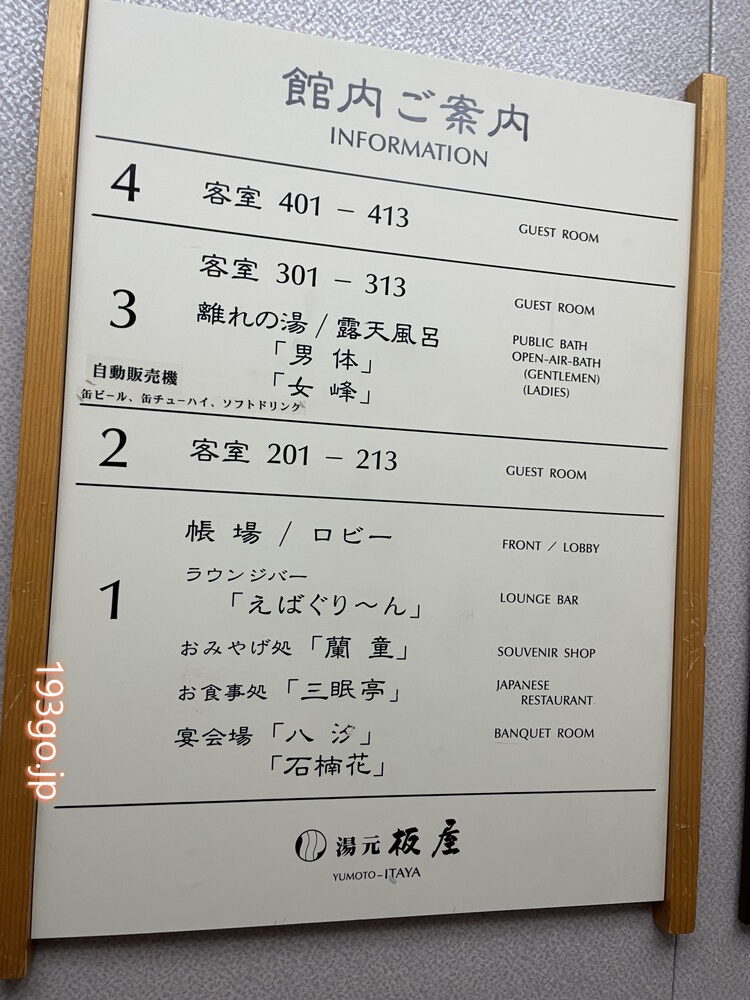 館内ご案内
INFORMATION
4 客室 401 − 413 GUEST ROOM
3 客室 301 − 313 GUEST ROOM
離れの湯 / 露天風呂 PUBLIC BATH
OPEN-AIR-BATH
「男 体」 (GENTLEMEN)
「女 峰」 (LADIES)
自動販売機
缶ビール、缶チューハイ、ソフトドリンク
2 客室 201 − 213 GUEST ROOM
1 帳 場 / ロビー FRONT / LOBBY
ラウンジバー
「えばぐり〜ん」 LOUNGE BAR
おみやげ処 「蘭 童」 SOUVENIR SHOP
お食事処 「三眠亭」 JAPANESE
RESTAURANT
宴会場 「八 汐」 BANQUET ROOM
「石楠花」
湯元 板屋
YUMOTO-ITAYA
193go.jp